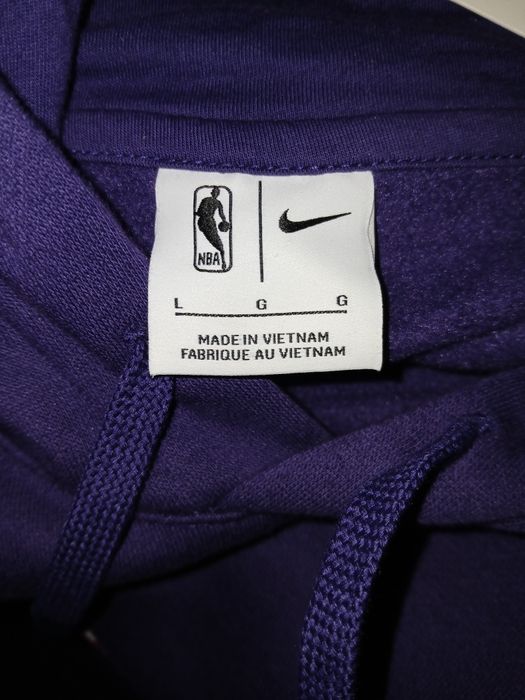 NBA
L G G
MADE IN VIETNAM
FABRIQUE AU VIETNAM